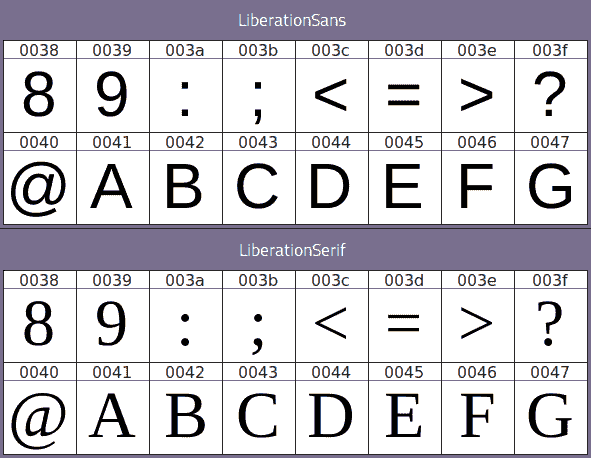 LiberationSans
0038 0039 003a 003b 003c 003d 003e 003f
8 9 : ; < = > ?
0040 0041 0042 0043 0044 0045 0046 0047
@ A B C D E F G
LiberationSerif
0038 0039 003a 003b 003c 003d 003e 003f
8 9 : ; < = > ?
0040 0041 0042 0043 0044 0045 0046 0047
@ A B C D E F G